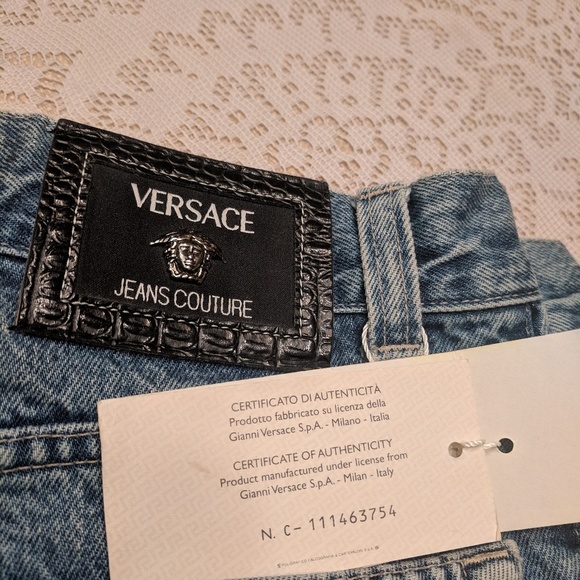 VERSACE
JEANS COUTURE
CERTIFICATO DI AUTENTICITÀ
Prodotto fabbricato su licenza della
Gianni Versace S.p.A. - Milano - Italia
CERTIFICATE OF AUTHENTICITY
Product manufactured under license from
Gianni Versace S.p.A. - Milan - Italy
N. C- 111463754